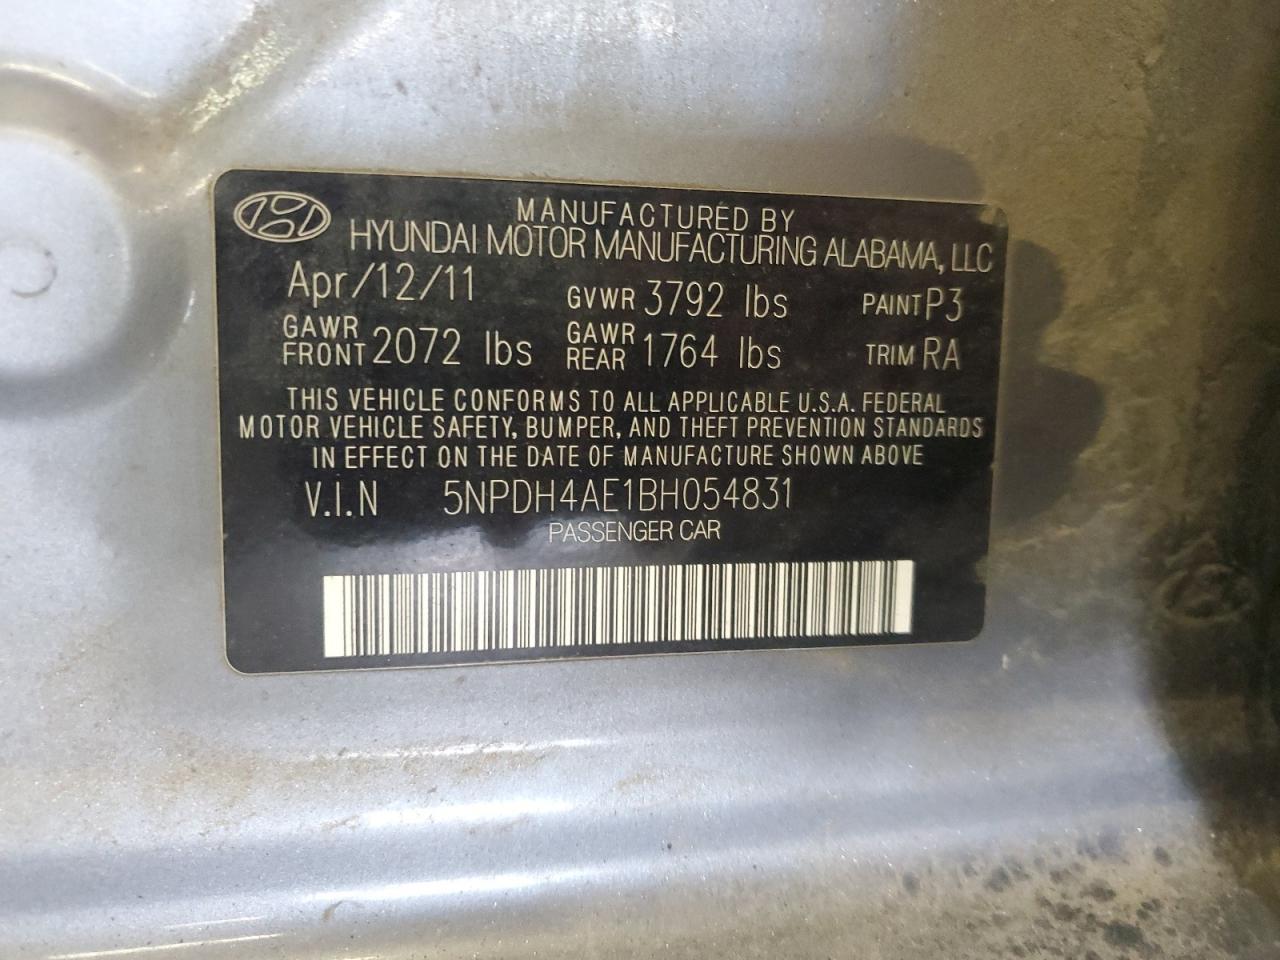 MANUFACTURED BY
HYUNDAI MOTOR MANUFACTURING ALABAMA, LLC
Apr/12/11 GVWR 3792 lbs PAINT P3
GAWR FRONT 2072 lbs GAWR REAR 1764 lbs TRIM RA
THIS VEHICLE CONFORMS TO ALL APPLICABLE U.S.A. FEDERAL
MOTOR VEHICLE SAFETY, BUMPER, AND THEFT PREVENTION STANDARDS
IN EFFECT ON THE DATE OF MANUFACTURE SHOWN ABOVE
V.I.N 5NPDH4AE1BH054831
PASSENGER CAR